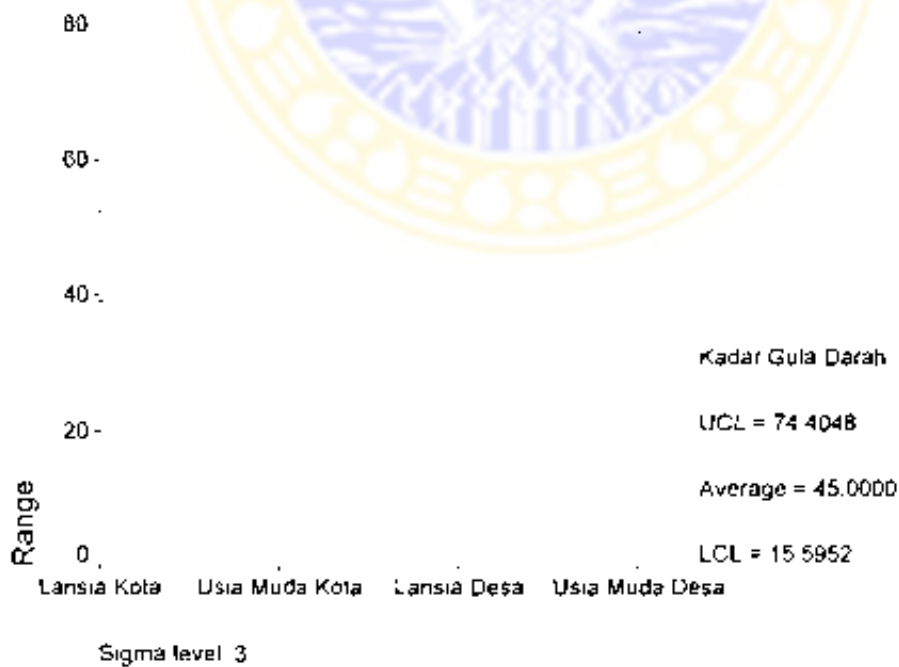 80
60
40
20
Range
0
Kadar Gula Darah
UCL = 74.4048
Average = 45.0000
LCL = 15.5952
Lansia Kota Usia Muda Kota Lansia Desa Usia Muda Desa
Sigma level 3